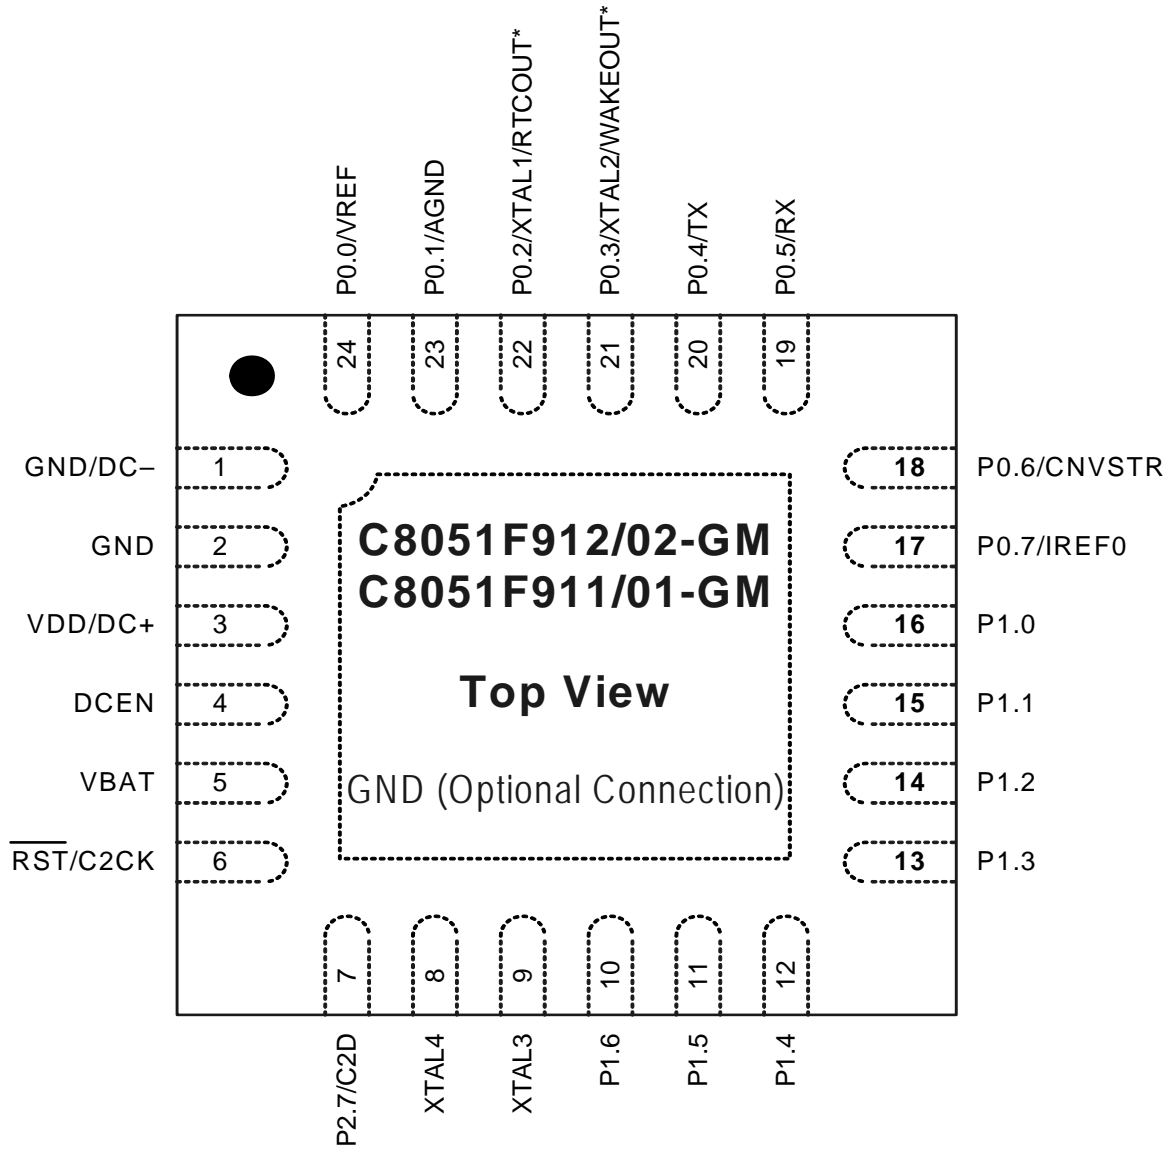 P0.0/VREF
P0.1/AGND
P0.2/XTAL1/RTCOUT*
P0.3/XTAL2/WAKEOUT*
P0.4/TX
P0.5/RX
24
23
22
21
20
19
GND/DC–
1
GND
2
VDD/DC+
3
DCEN
4
VBAT
5
RST/C2CK
6
C8051F912/02-GM
C8051F911/01-GM
Top View
GND (Optional Connection)
18
P0.6/CNVSTR
17
P0.7/IREF0
16
P1.0
15
P1.1
14
P1.2
13
P1.3
7
8
9
10
11
12
P2.7/C2D
XTAL4
XTAL3
P1.6
P1.5
P1.4